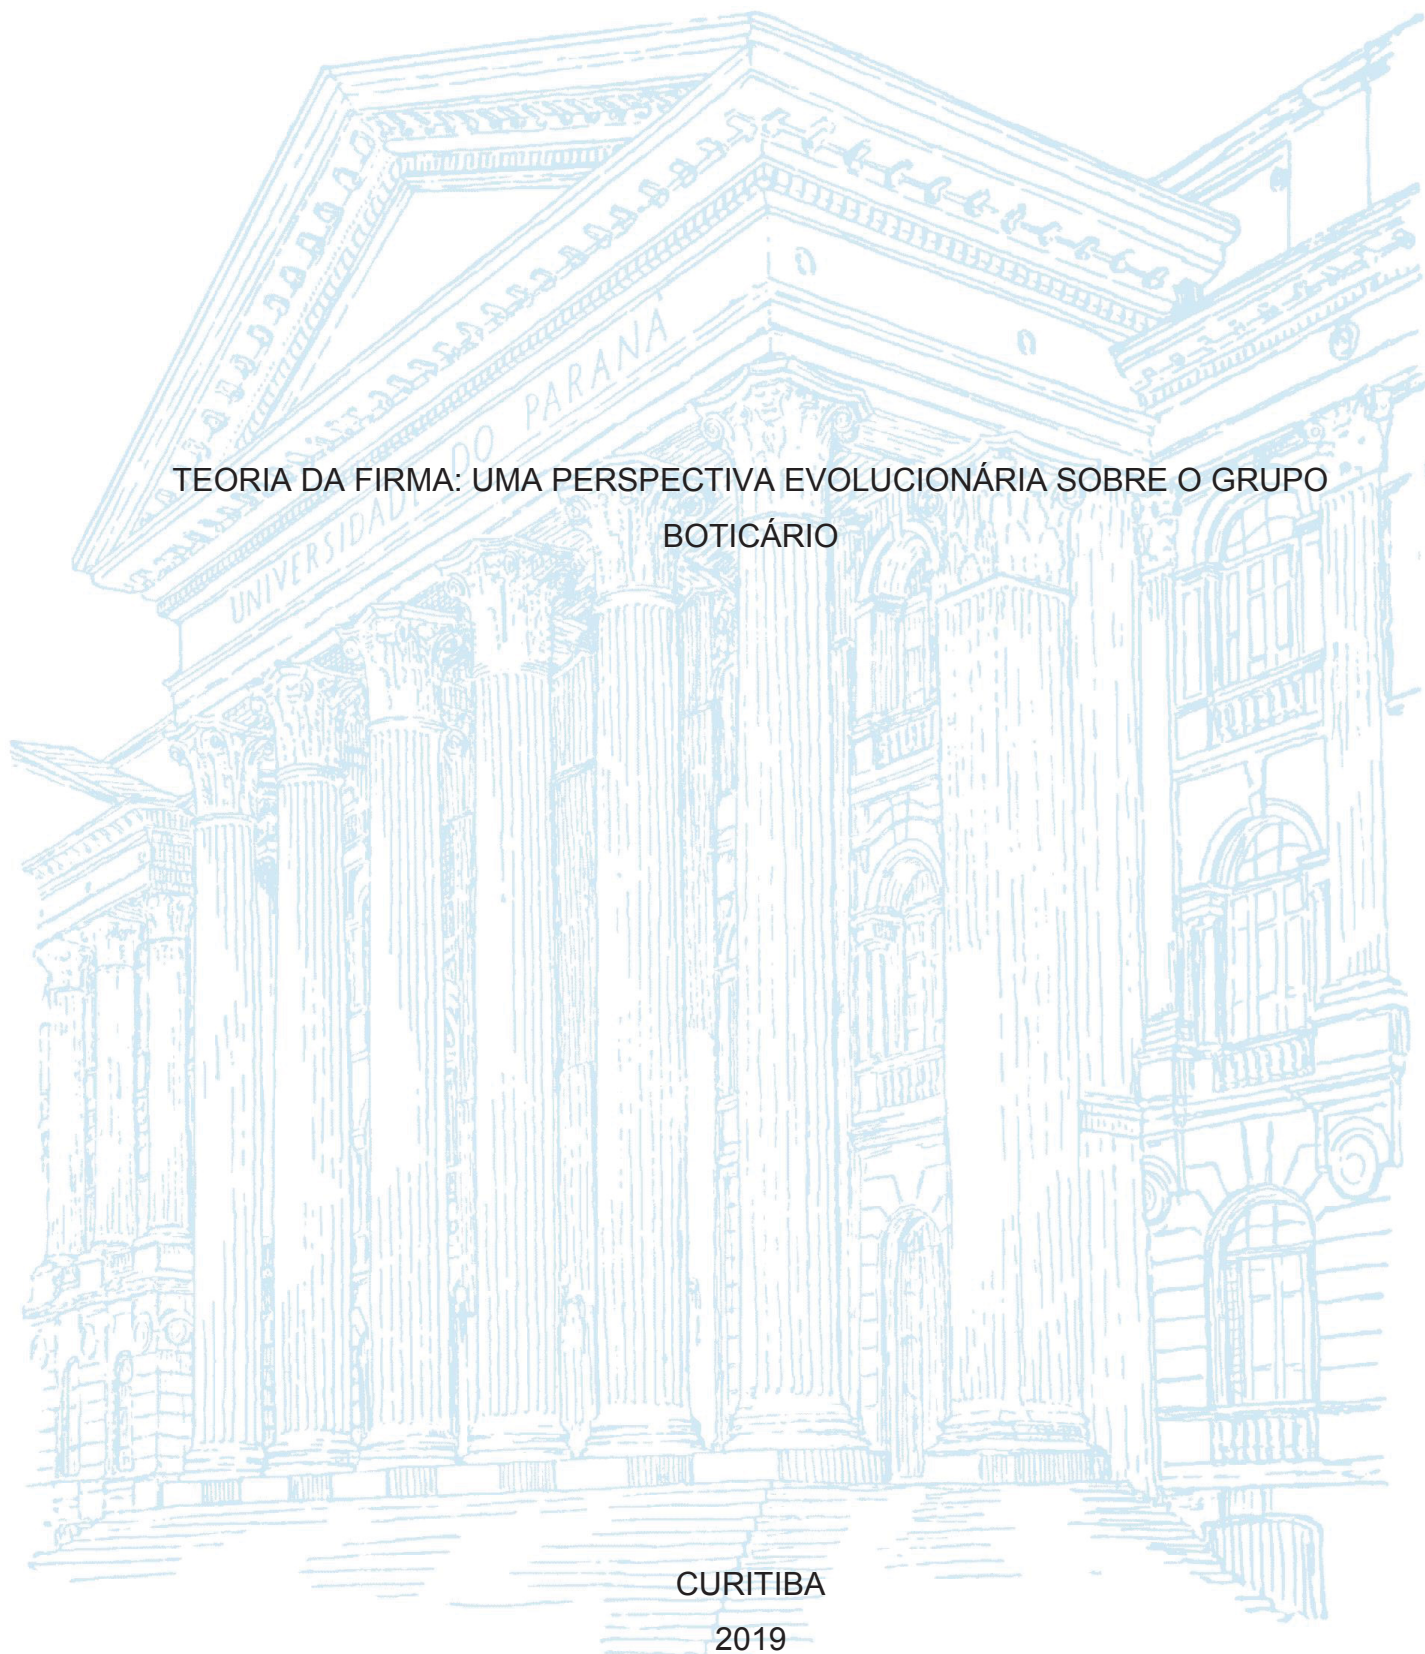 UNIVERSIDADE DO PARANÁ
TEORIA DA FIRMA: UMA PERSPECTIVA EVOLUCIONÁRIA SOBRE O GRUPO
BOTICÁRIO
CURITIBA
2019